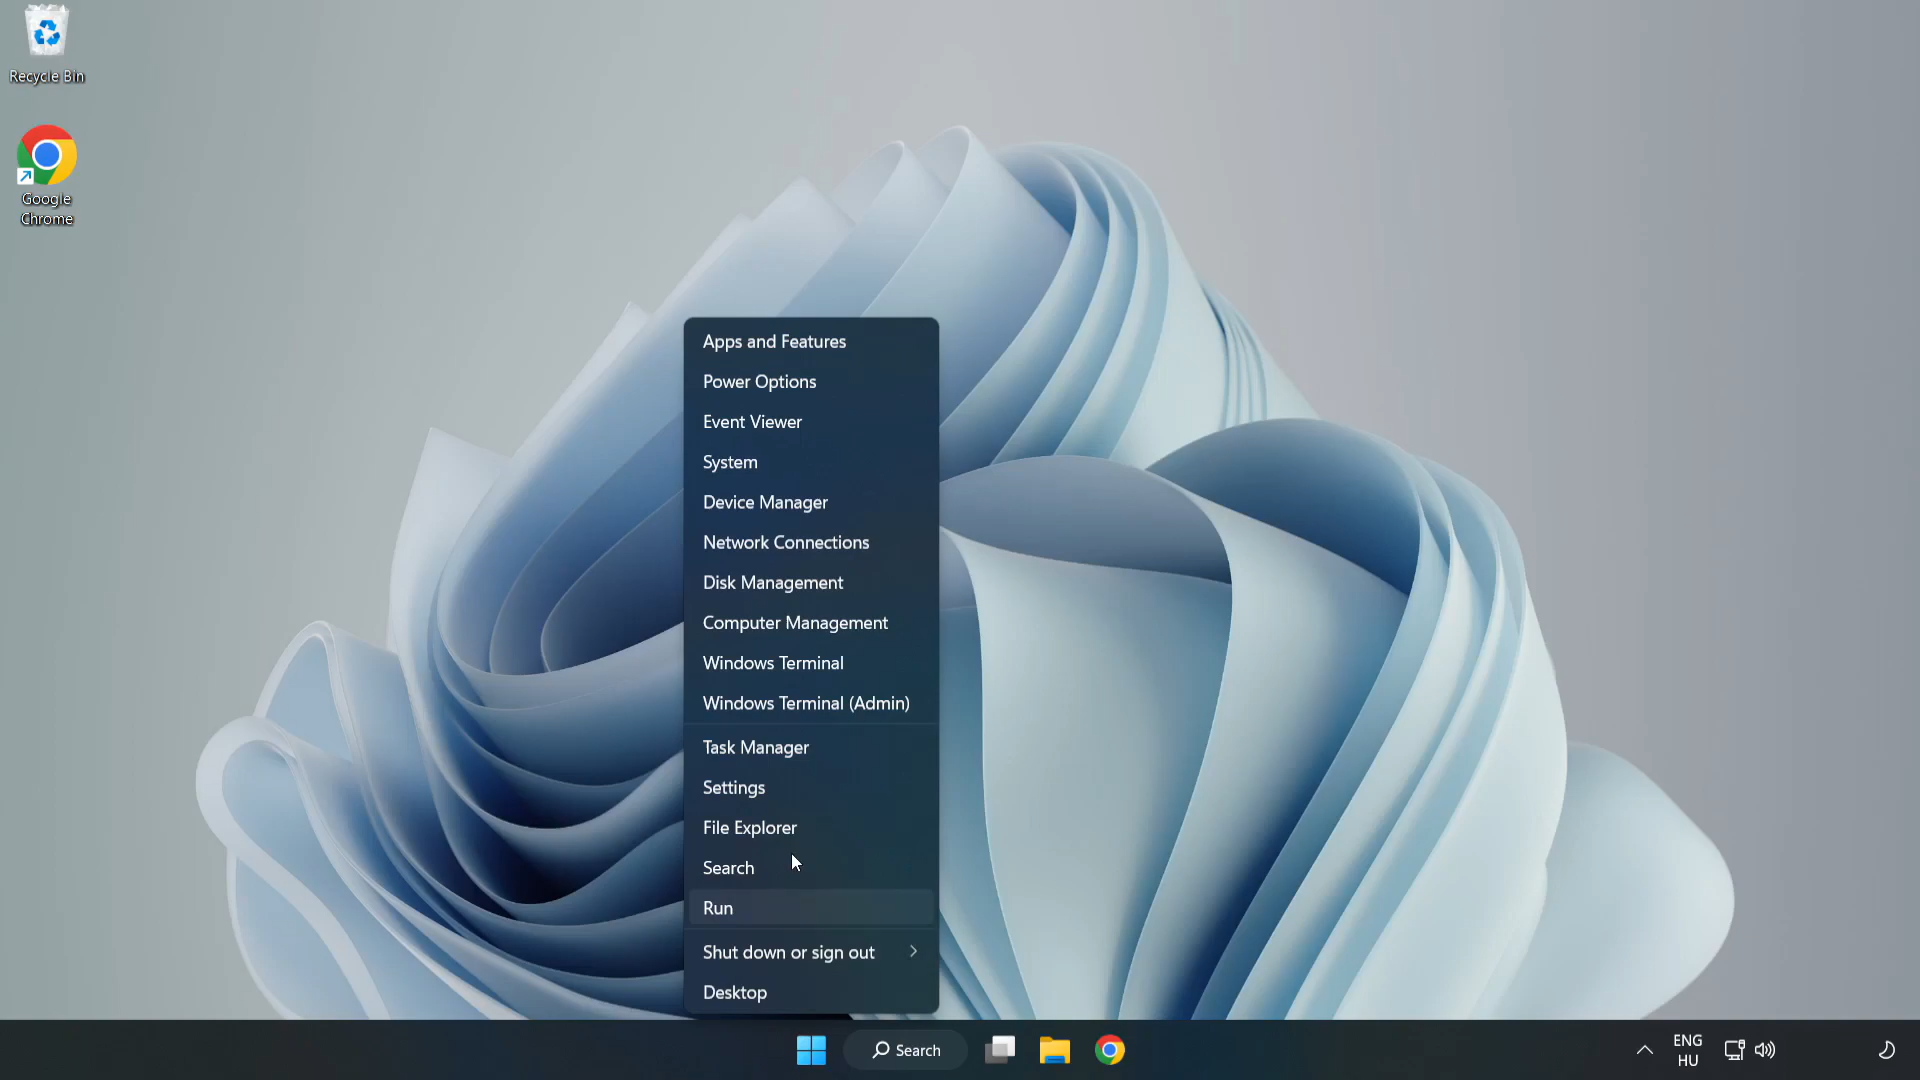 Recycle Bin
Google
Chrome
Apps and Features
Power Options
Event Viewer
System
Device Manager
Network Connections
Disk Management
Computer Management
Windows Terminal
Windows Terminal (Admin)
Task Manager
Settings
File Explorer
Search
Run
Shut down or sign out
Desktop
Search
ENG
HU